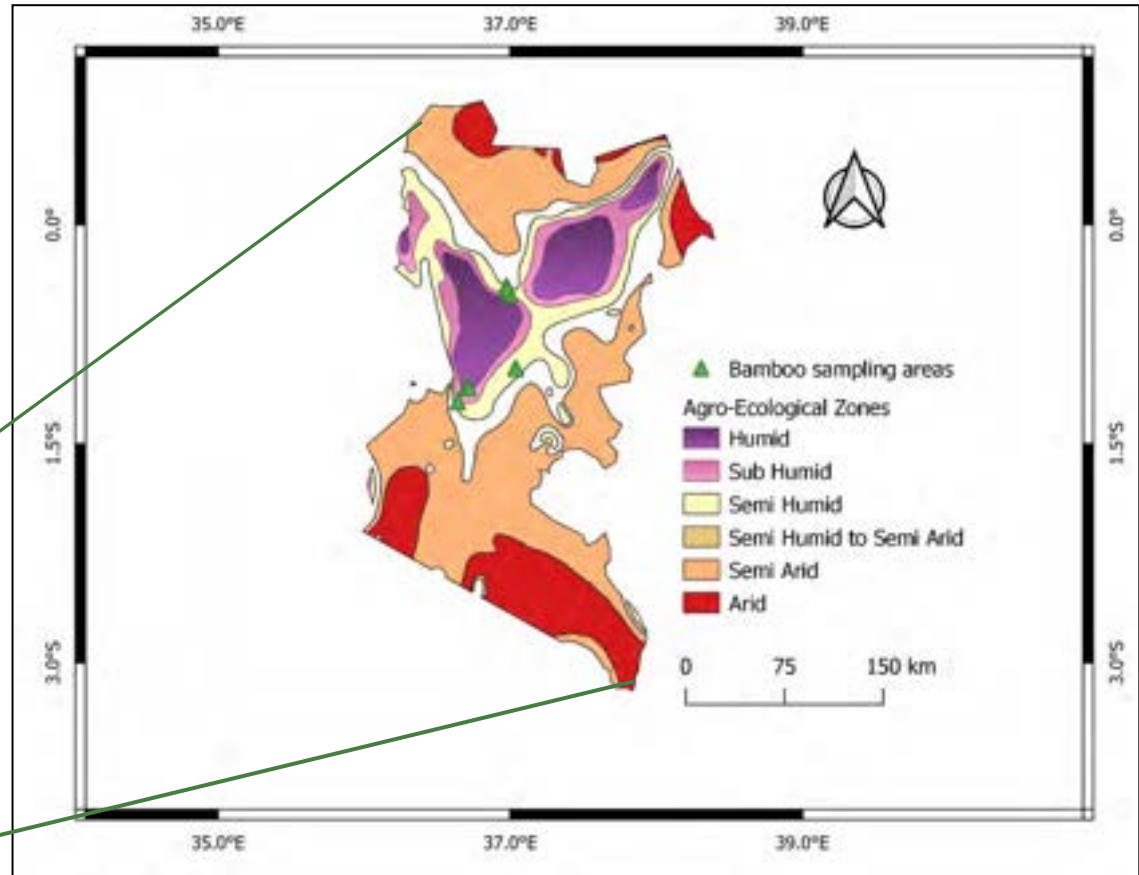 35.0°E 37.0°E 39.0°E
0.0°
0.0°
1.5°S
1.5°S
3.0°S
3.0°S
Bamboo sampling areas
Agro-Ecological Zones
Humid
Sub Humid
Semi Humid
Semi Humid to Semi Arid
Semi Arid
Arid
0 75 150 km
35.0°E 37.0°E 39.0°E